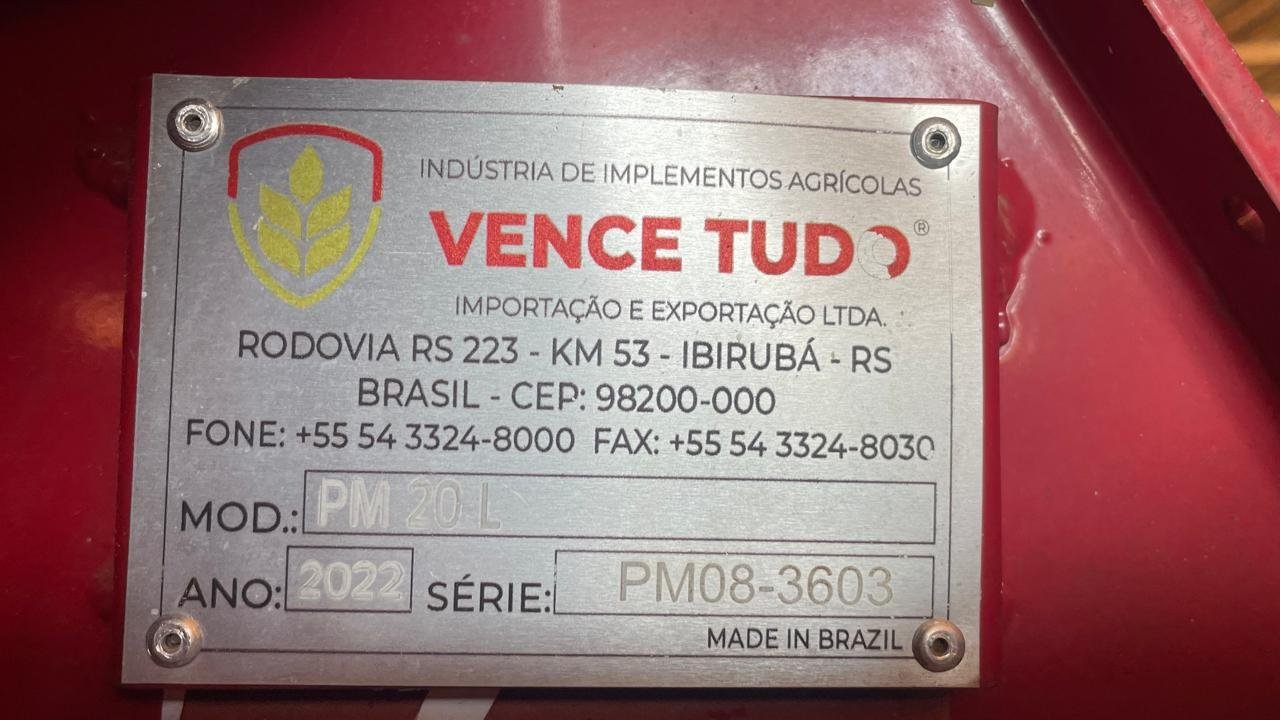 INDÚSTRIA DE IMPLEMENTOS AGRÍCOLAS
VENCE TUDO®
IMPORTAÇÃO E EXPORTAÇÃO LTDA.
RODOVIA RS 223 - KM 53 - IBIRUBÁ - RS
BRASIL - CEP: 98200-000
FONE: +55 54 3324-8000 FAX: +55 54 3324-8030
MOD.: PM 20 L
ANO: 2022 SÉRIE: PM08-3603
MADE IN BRAZIL